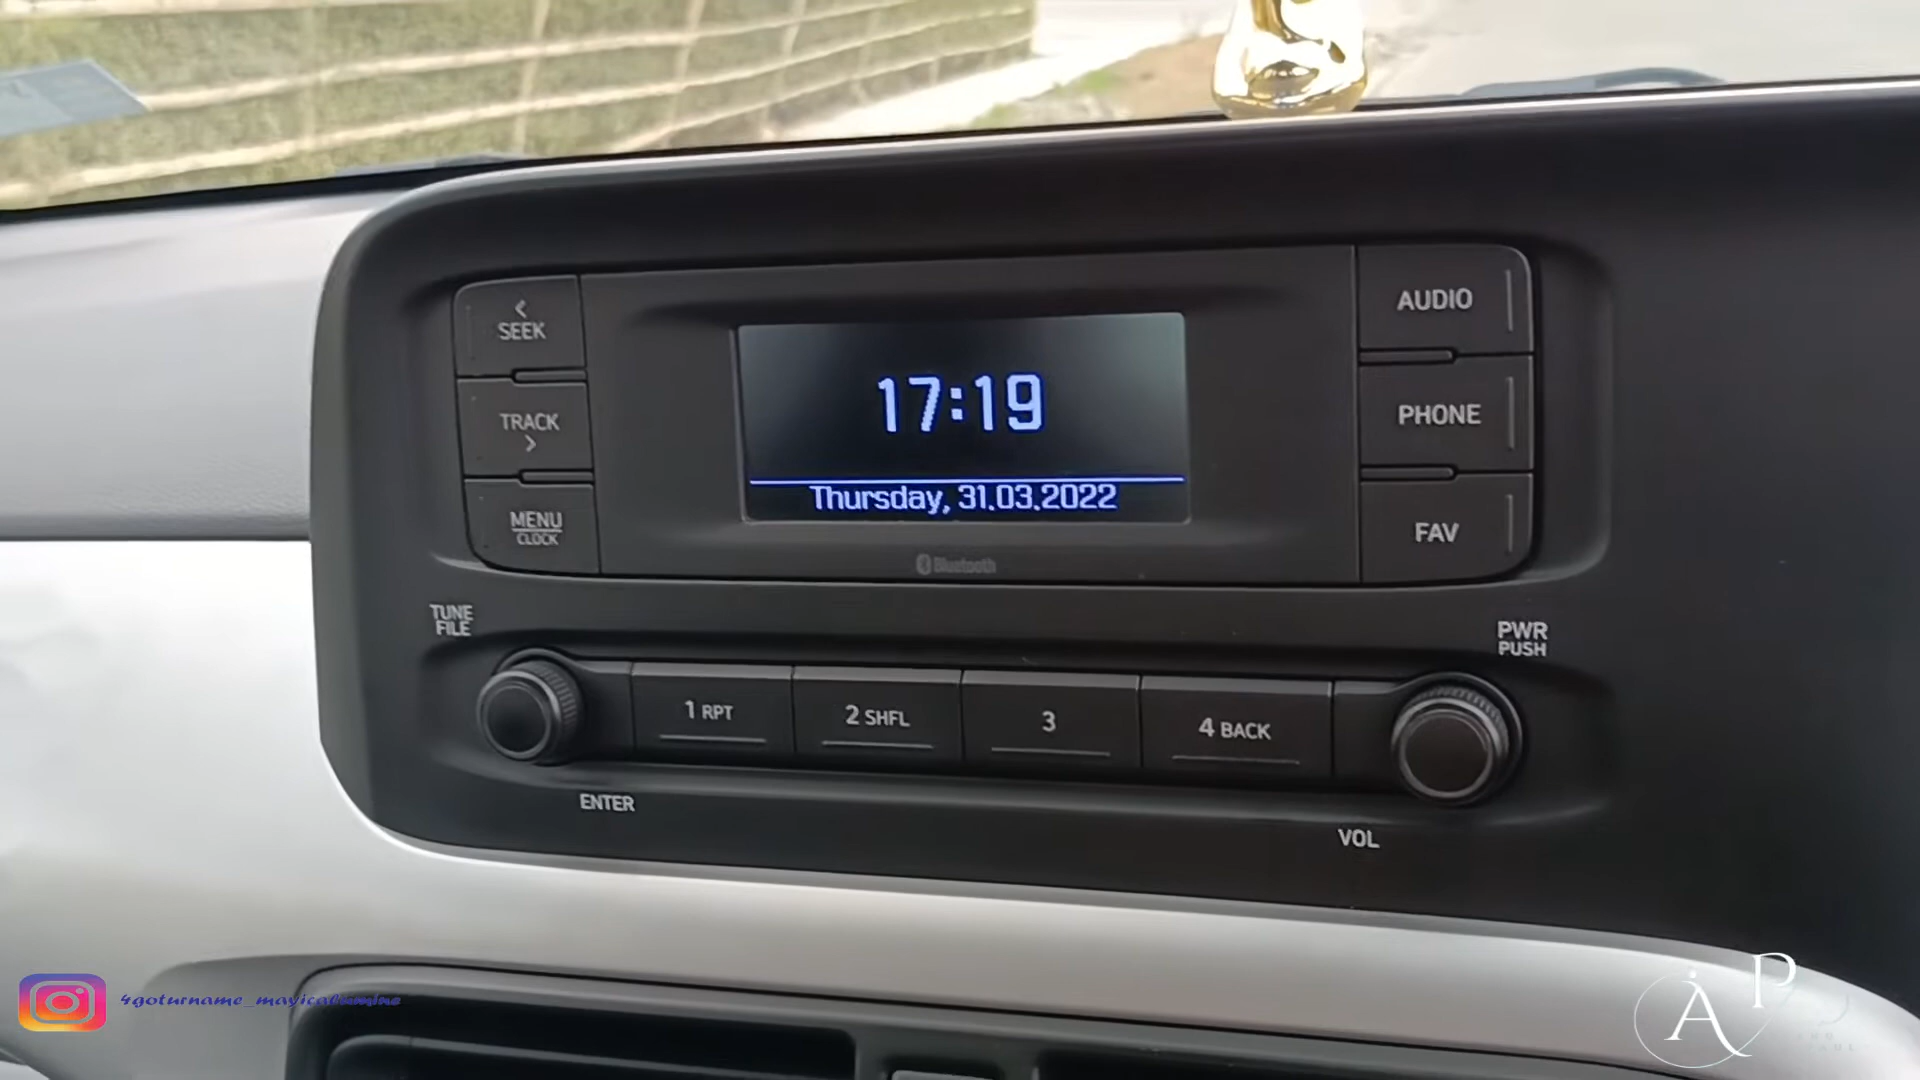 <
SEEK
TRACK
>
MENU
CLOCK
17:19
Thursday, 31.03.2022
Bluetooth
AUDIO
PHONE
FAV
TUNE
FILE
PWR
PUSH
1 RPT
2 SHFL
3
4 BACK
ENTER
VOL
A P